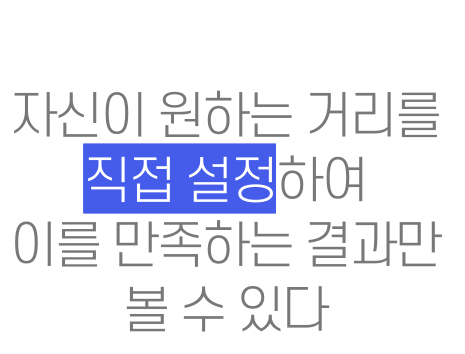 자신이 원하는 거리를
직접 설정하여
이를 만족하는 결과만
볼 수 있다